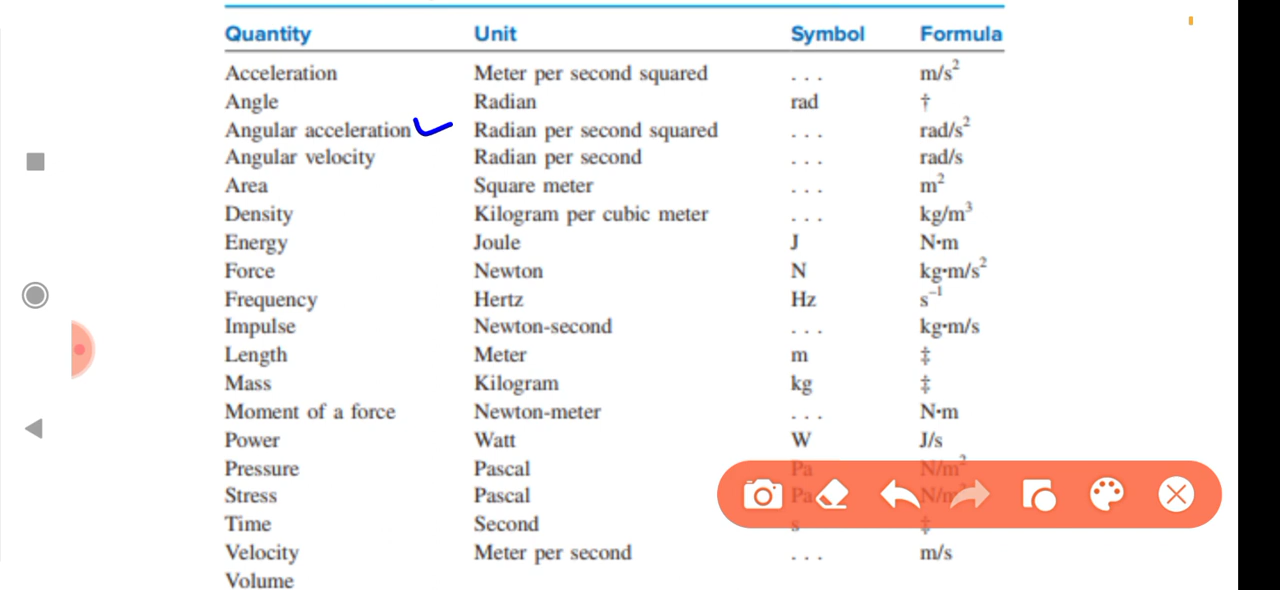 Quantity Unit Symbol Formula
Acceleration Meter per second squared . . . m/s²
Angle Radian rad †
Angular acceleration Radian per second squared . . . rad/s²
Angular velocity Radian per second . . . rad/s
Area Square meter . . . m²
Density Kilogram per cubic meter . . . kg/m³
Energy Joule J N·m
Force Newton N kg·m/s²
Frequency Hertz Hz s⁻¹
Impulse Newton-second . . . kg·m/s
Length Meter m ‡
Mass Kilogram kg ‡
Moment of a force Newton-meter . . . N·m
Power Watt W J/s
Pressure Pascal Pa N/m²
Stress Pascal Pa
Time Second s ‡
Velocity Meter per second . . . m/s
Volume